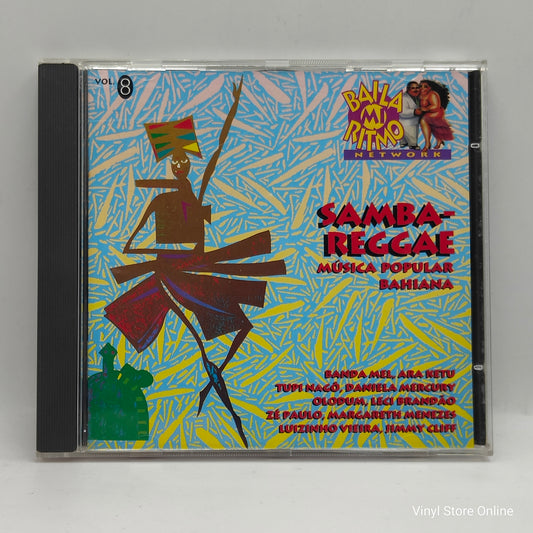 VOL. 8
BAILA
MI
RITMO
NETWORK
SAMBA-
REGGAE
MÚSICA POPULAR
BAHIANA
BANDA MEL, ARA KETU
TUPI NAGÔ, DANIELA MERCURY
OLODUM, LECI BRANDÃO
ZÉ PAULO, MARGARETH MENEZES
LUIZINHO VIEIRA, JIMMY CLIFF
Vinyl Store Online